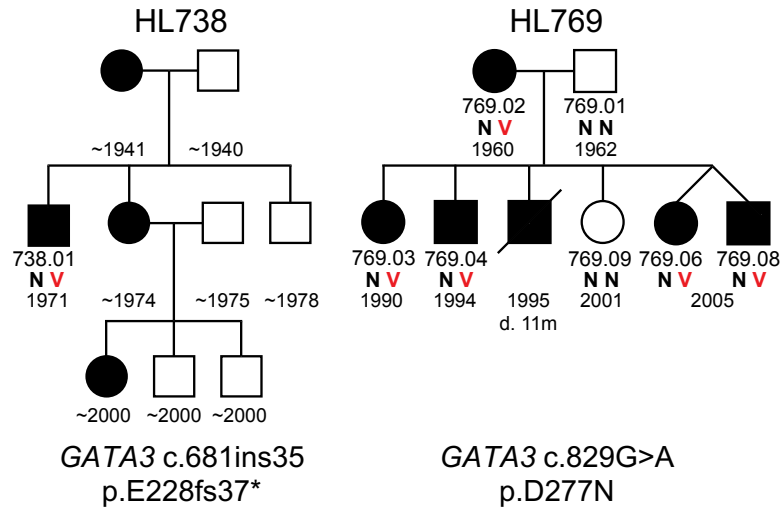 HL738
HL769
769.02 769.01
N V N N
~1941 ~1940 1960 1962
738.01 769.03 769.04 769.09 769.06 769.08
N V N V N V N N N V N V
1971 ~1974 ~1975 ~1978 1990 1994 1995 2001 2005
d. 11m
~2000 ~2000 ~2000
GATA3 c.681ins35
p.E228fs37*
GATA3 c.829G>A
p.D277N